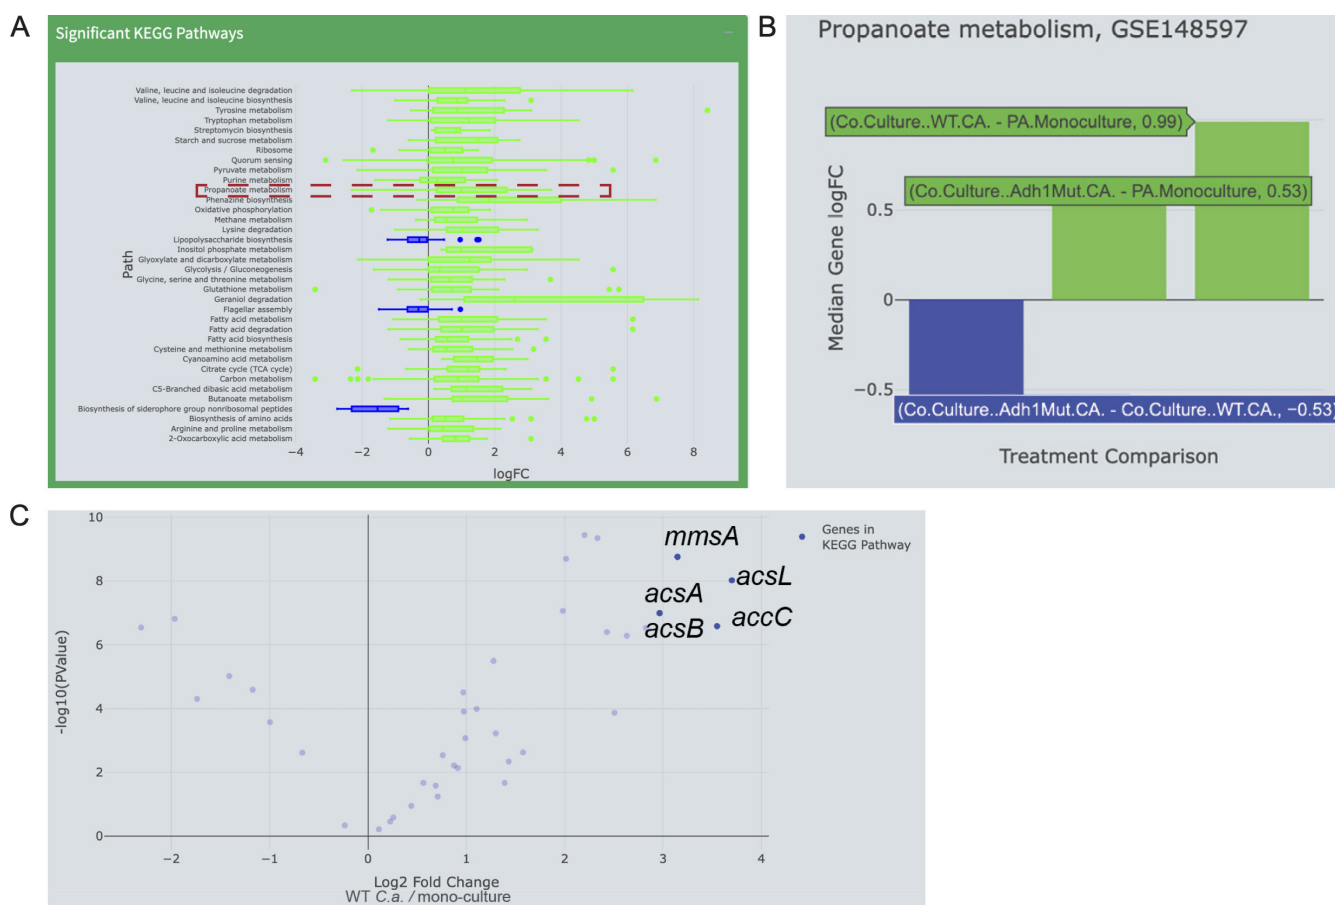 A
Significant KEGG Pathways
Valine, leucine and isoleucine degradation
Valine, leucine and isoleucine biosynthesis
Tyrosine metabolism
Tryptophan metabolism
Streptomycin biosynthesis
Starch and sucrose metabolism
Ribosome
Quorum sensing
Pyruvate metabolism
Purine metabolism
Propanoate metabolism
Phenazine biosynthesis
Oxidative phosphorylation
Methane metabolism
Lysine degradation
Lipopolysaccharide biosynthesis
Inositol phosphate metabolism
Glyoxylate and dicarboxylate metabolism
Glycolysis / Gluconeogenesis
Glycine, serine and threonine metabolism
Glutathione metabolism
Geraniol degradation
Flagellar assembly
Fatty acid metabolism
Fatty acid degradation
Fatty acid biosynthesis
Cysteine and methionine metabolism
Cyanoamino acid metabolism
Citrate cycle (TCA cycle)
Carbon metabolism
C5-Branched dibasic acid metabolism
Butanoate metabolism
Biosynthesis of siderophore group nonribosomal peptides
Biosynthesis of amino acids
Arginine and proline metabolism
2-Oxocarboxylic acid metabolism
Path
−4 −2 0 2 4 6 8
logFC
B
Propanoate metabolism, GSE148597
(Co.Culture..WT.CA. - PA.Monoculture, 0.99)
(Co.Culture..Adh1Mut.CA. - PA.Monoculture, 0.53)
0.5
0
−0.5
(Co.Culture..Adh1Mut.CA. - Co.Culture..WT.CA., −0.53)
Median Gene logFC
Treatment Comparison
C
10
8
6
4
2
0
-log10(PValue)
mmsA
acsL
acsA
acsB
accC
Genes in
KEGG Pathway
−2 −1 0 1 2 3 4
Log2 Fold Change
WT C.a. / mono-culture